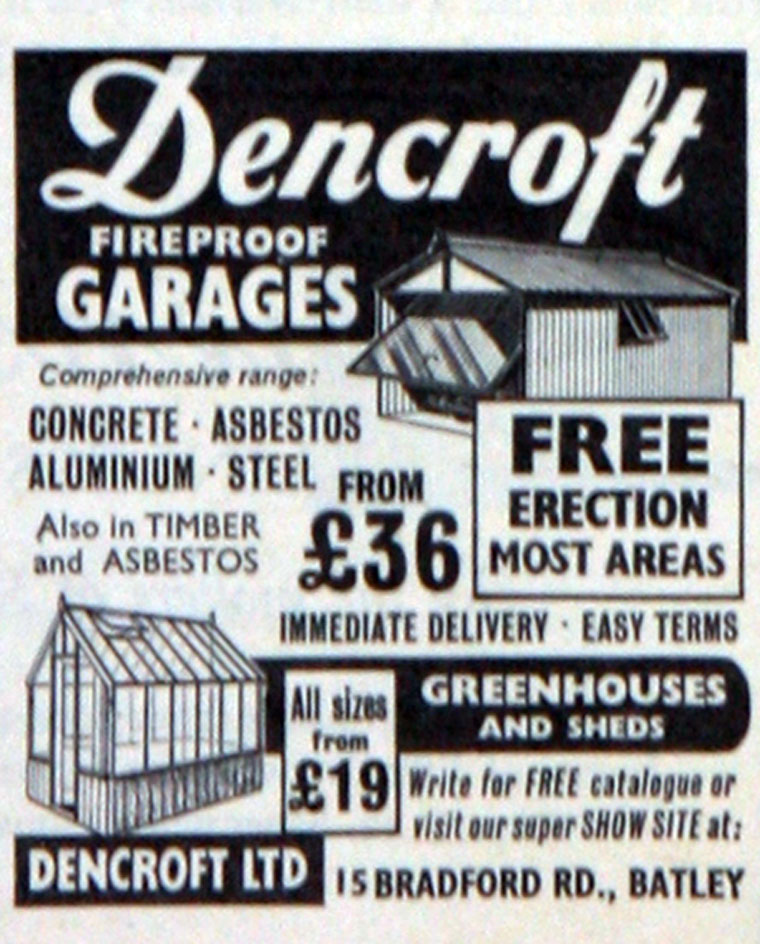 Dencroft
FIREPROOF
GARAGES
Comprehensive range:
CONCRETE · ASBESTOS
ALUMINIUM · STEEL
Also in TIMBER
and ASBESTOS
FROM
£36
FREE
ERECTION
MOST AREAS
IMMEDIATE DELIVERY · EASY TERMS
All sizes
from
£19
GREENHOUSES
AND SHEDS
Write for FREE catalogue or
visit our super SHOW SITE at:
DENCROFT LTD 15 BRADFORD RD., BATLEY